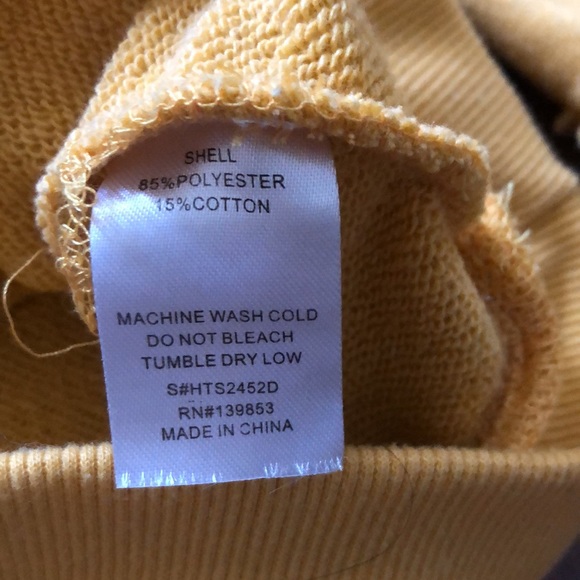 SHELL
85%POLYESTER
15%COTTON
MACHINE WASH COLD
DO NOT BLEACH
TUMBLE DRY LOW
S#HTS2452D
RN#139853
MADE IN CHINA